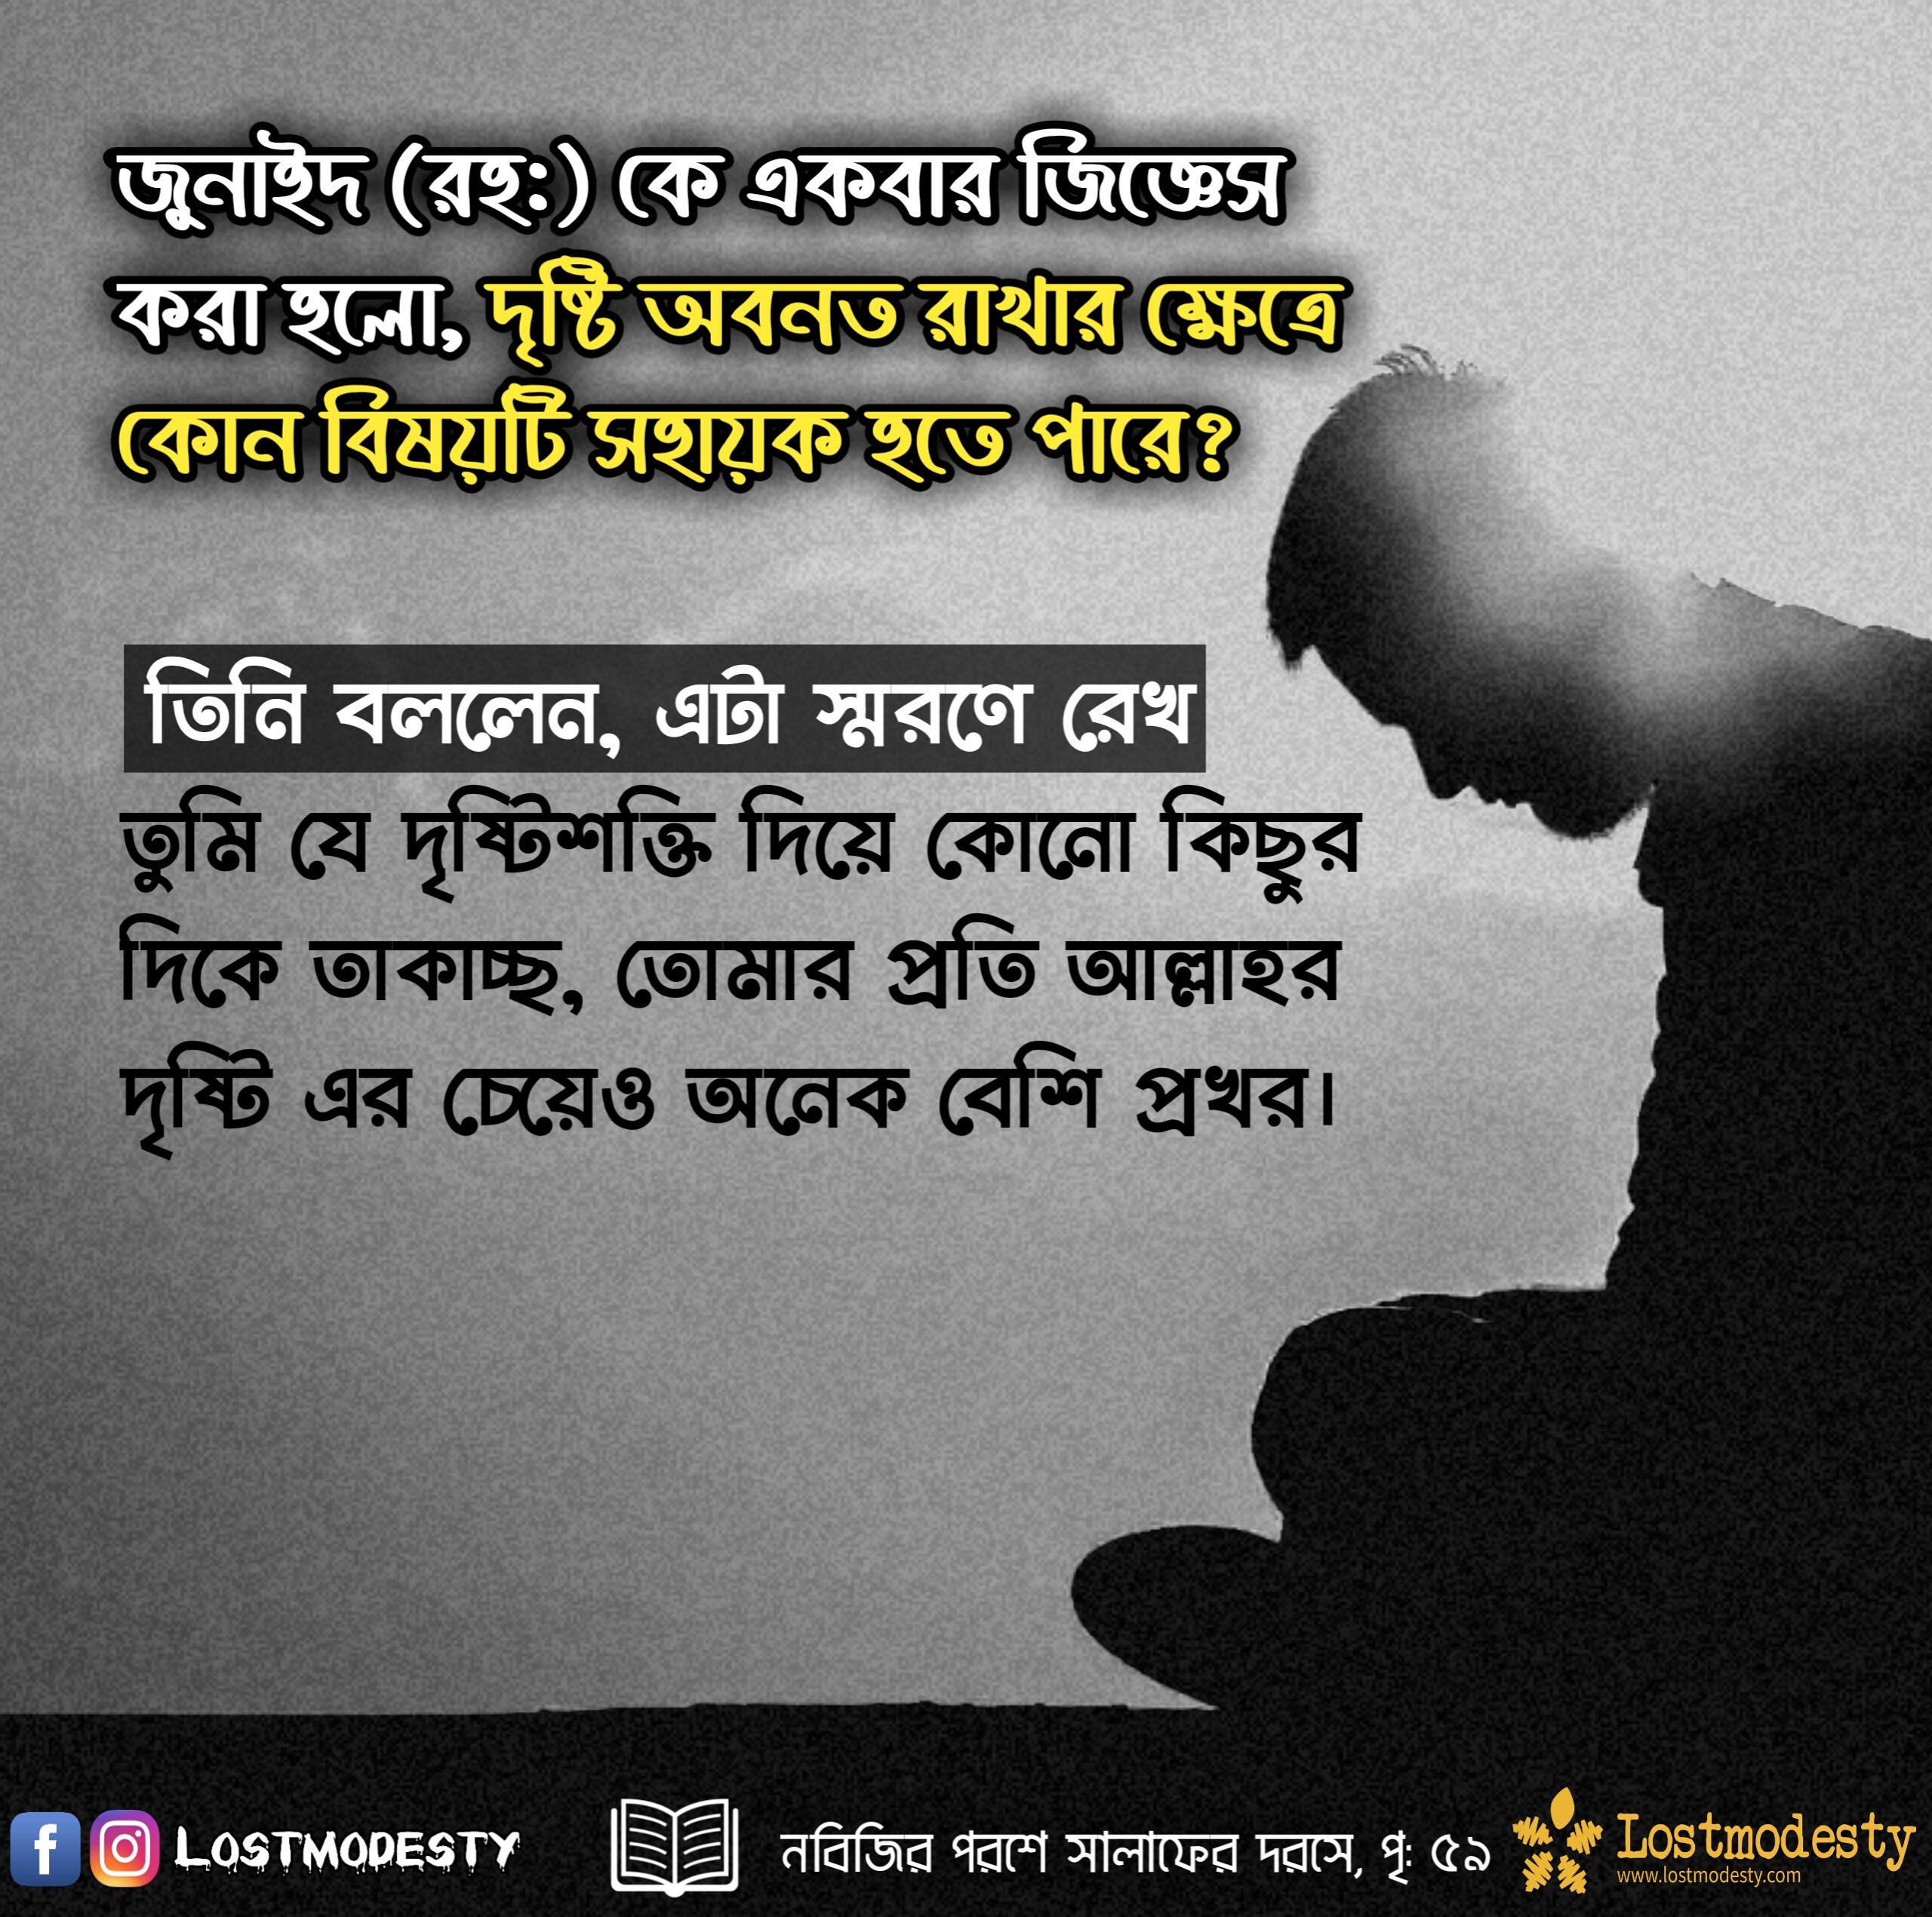 জুনাইদ (রহ:) কে একবার জিজ্ঞেস
করা হলো, দৃষ্টি অবনত রাখার ক্ষেত্রে
কোন বিষয়টি সহায়ক হতে পারে?
তিনি বললেন, এটা স্মরণে রেখ
তুমি যে দৃষ্টিশক্তি দিয়ে কোনো কিছুর
দিকে তাকাচ্ছ, তোমার প্রতি আল্লাহর
দৃষ্টি এর চেয়েও অনেক বেশি প্রখর।
LOSTMODESTY
নবিজির পরশে সালাফের দরসে, পৃ: ৫৯
Lostmodesty
www.lostmodesty.com